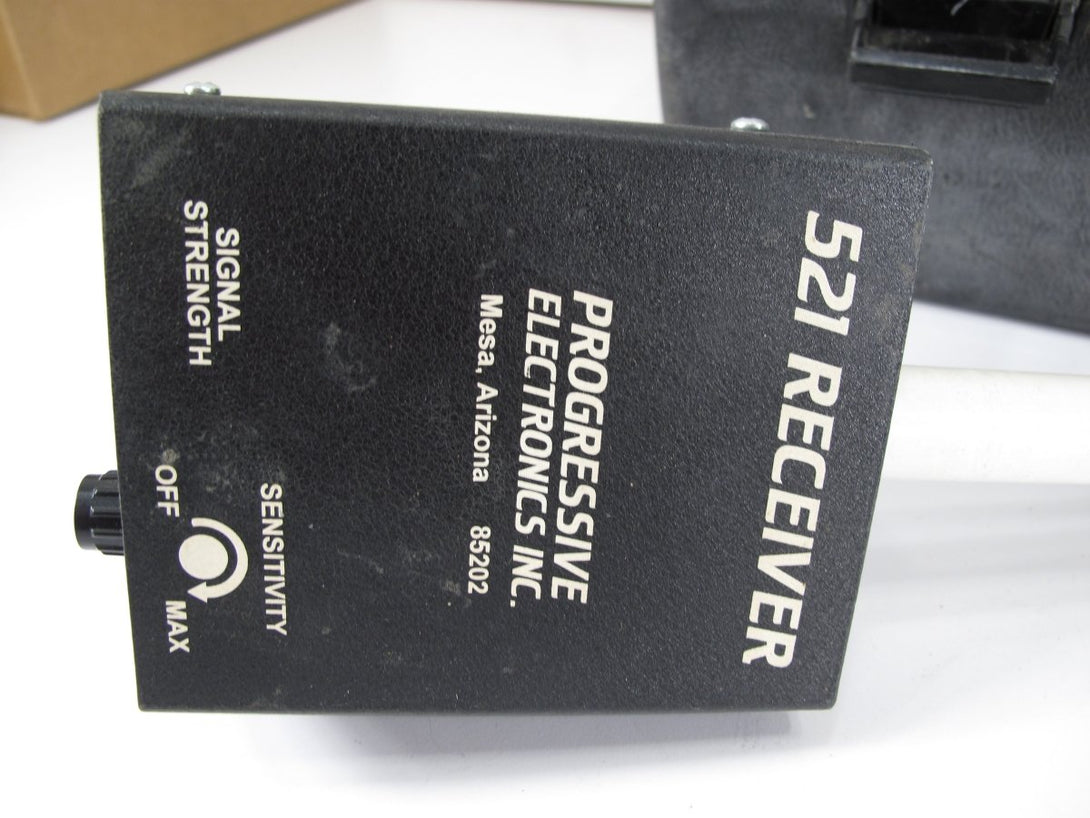 521 RECEIVER
PROGRESSIVE
ELECTRONICS INC.
Mesa, Arizona 85202
SENSITIVITY
OFF MAX
SIGNAL
STRENGTH